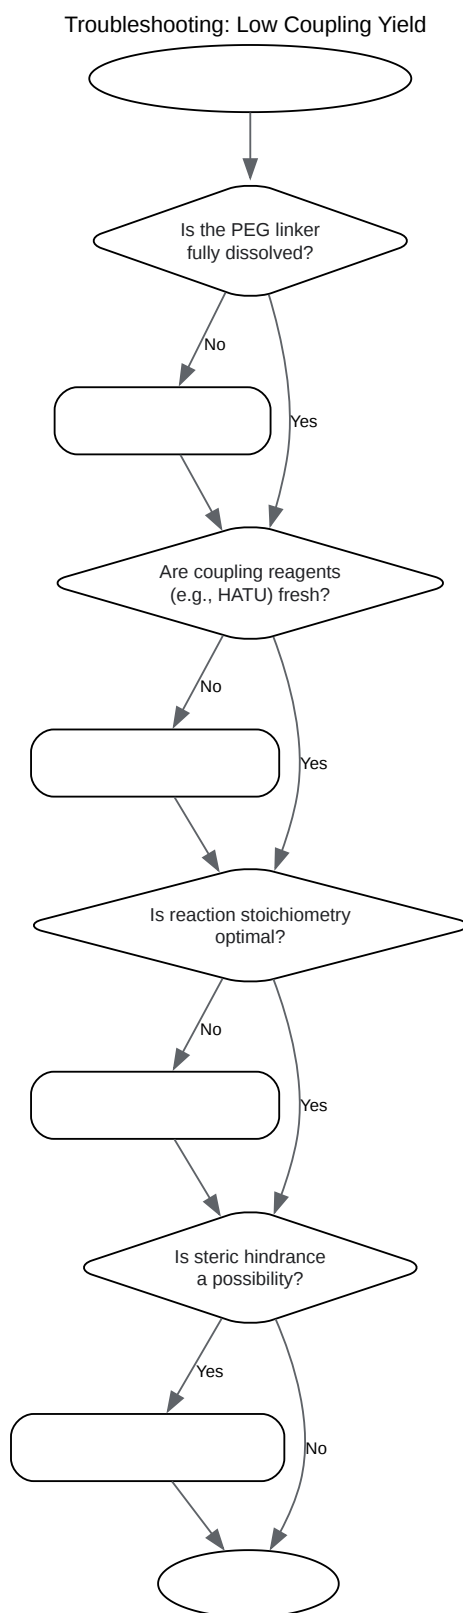 Troubleshooting: Low Coupling Yield
Is the PEG linker
fully dissolved?
No
Yes
Are coupling reagents
(e.g., HATU) fresh?
No
Yes
Is reaction stoichiometry
optimal?
No
Yes
Is steric hindrance
a possibility?
Yes
No